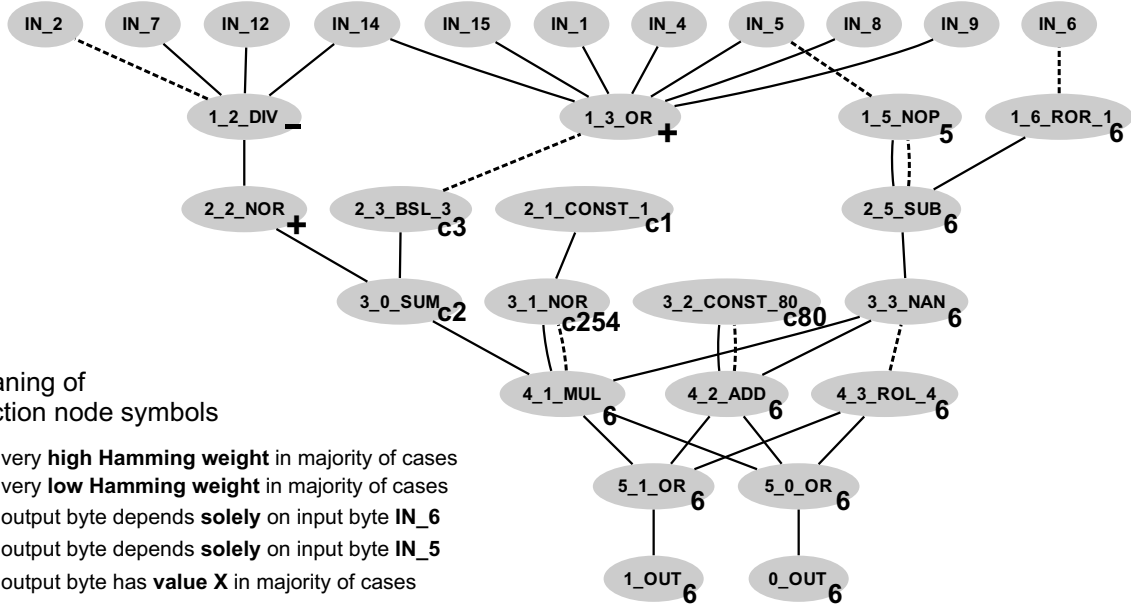 IN_2 IN_7 IN_12 IN_14 IN_15 IN_1 IN_4 IN_5 IN_8 IN_9 IN_6
1_2_DIV − 1_3_OR + 1_5_NOP 5 1_6_ROR_1 6
2_2_NOR + 2_3_BSL_3 c3 2_1_CONST_1 c1 2_5_SUB 6
3_0_SUM c2 3_1_NOR c254 3_2_CONST_80 c80 3_3_NAN 6
4_1_MUL 6 4_2_ADD 6 4_3_ROL_4 6
aning of
ction node symbols
very high Hamming weight in majority of cases
very low Hamming weight in majority of cases
output byte depends solely on input byte IN_6
output byte depends solely on input byte IN_5
output byte has value X in majority of cases
5_1_OR 6 5_0_OR 6
1_OUT 6 0_OUT 6